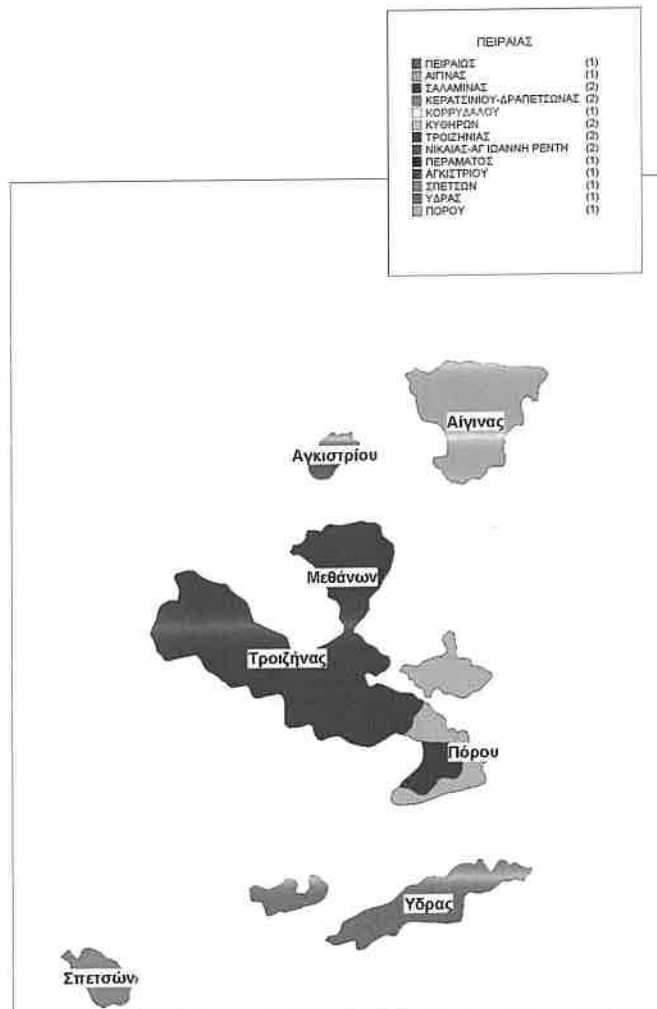 ΠΕΙΡΑΙΑΣ
ΠΕΙΡΑΙΩΣ (1)
ΑΙΓΙΝΑΣ (1)
ΣΑΛΑΜΙΝΑΣ (2)
ΚΕΡΑΤΣΙΝΙΟΥ-ΔΡΑΠΕΤΣΩΝΑΣ (2)
ΚΟΡΡΥΔΑΛΟΥ (1)
ΚΥΘΗΡΩΝ (2)
ΤΡΟΙΖΗΝΙΑΣ (2)
ΝΙΚΑΙΑΣ-ΑΓ ΙΩΑΝΝΗ ΡΕΝΤΗ (2)
ΠΕΡΑΜΑΤΟΣ (1)
ΑΓΚΙΣΤΡΙΟΥ (1)
ΣΠΕΤΣΩΝ (1)
ΥΔΡΑΣ (1)
ΠΟΡΟΥ (1)
Αίγινας
Αγκιστρίου
Μεθάνων
Τροιζήνας
Πόρου
Υδρας
Σπετσών